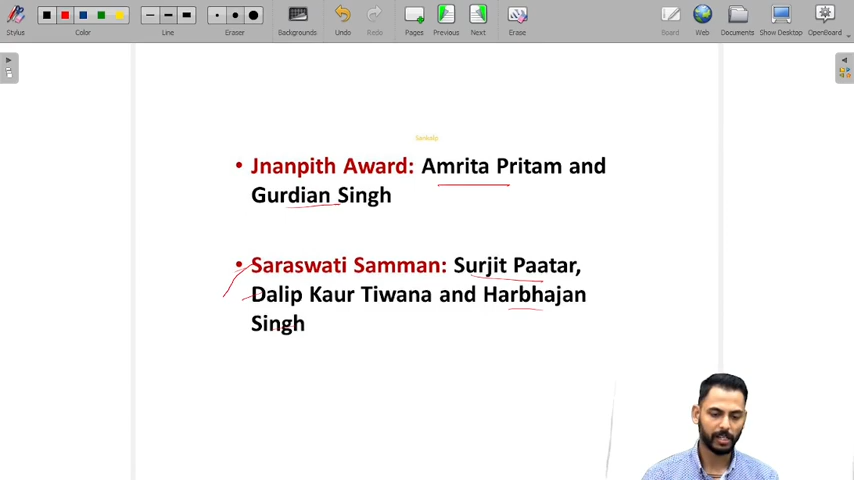 Stylus
Color
Line
Eraser
Backgrounds
Undo
Redo
Pages
Previous
Next
Erase
Board
Web
Documents
Show Desktop
OpenBoard
Sankalp
• Jnanpith Award: Amrita Pritam and
Gurdian Singh
• Saraswati Samman: Surjit Paatar,
Dalip Kaur Tiwana and Harbhajan
Singh